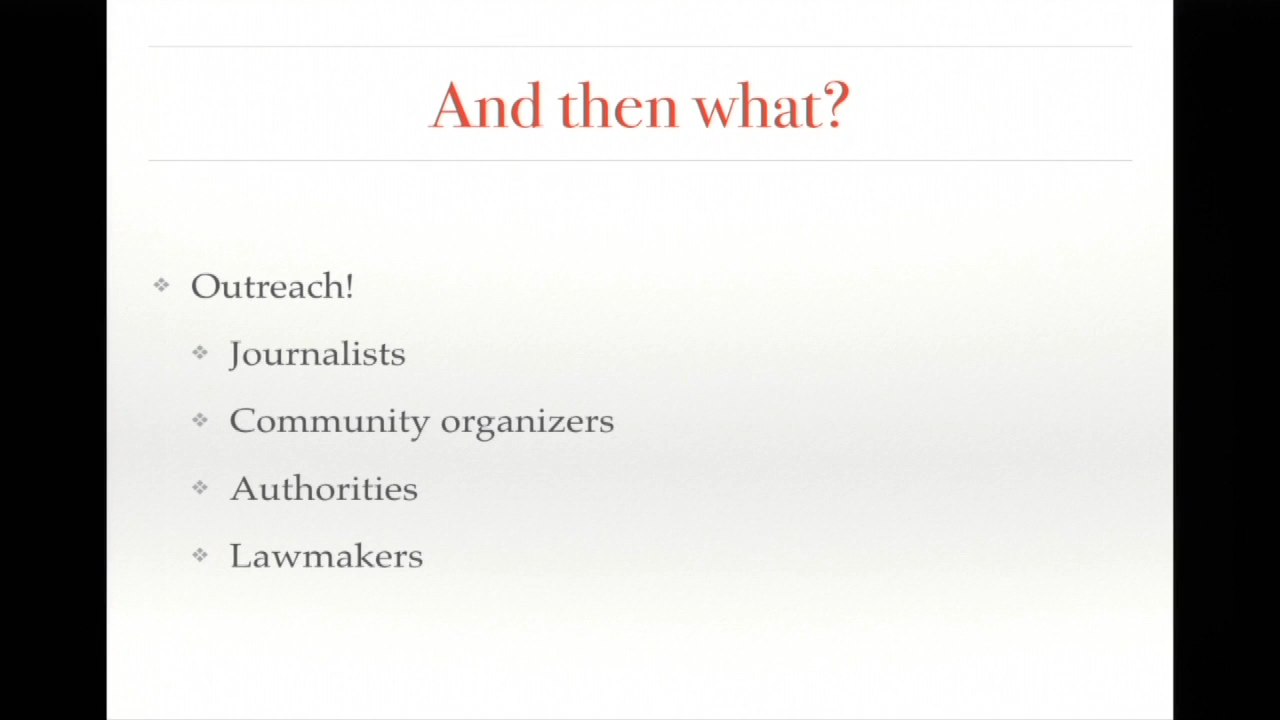 And then what?
Outreach!
Journalists
Community organizers
Authorities
Lawmakers